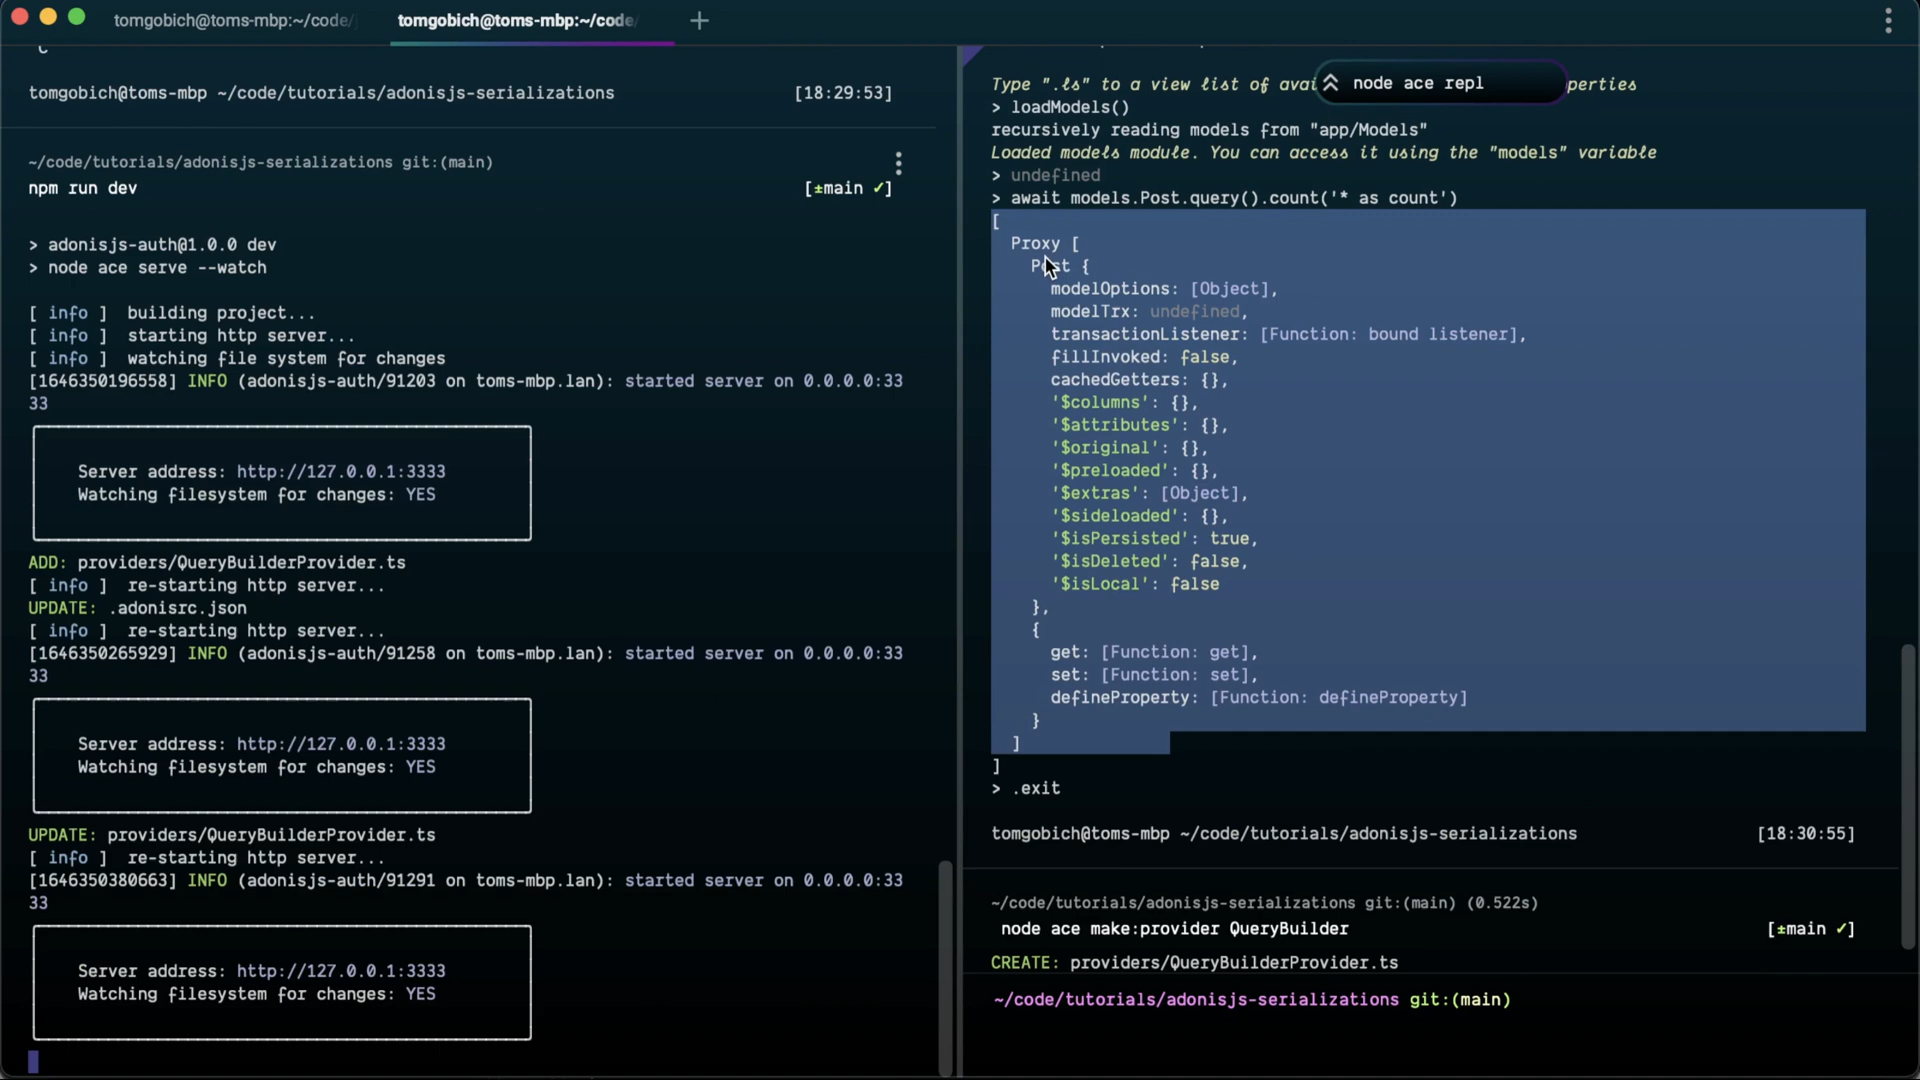 tomgobich@toms-mbp:~/code/
tomgobich@toms-mbp:~/code
tomgobich@toms-mbp ~/code/tutorials/adonisjs-serializations [18:29:53]
~/code/tutorials/adonisjs-serializations git:(main)
npm run dev [±main ✓]
> adonisjs-auth@1.0.0 dev
> node ace serve --watch
[ info ]  building project...
[ info ]  starting http server...
[ info ]  watching file system for changes
[1646350196558] INFO (adonisjs-auth/91203 on toms-mbp.lan): started server on 0.0.0.0:33
33
Server address: http://127.0.0.1:3333
Watching filesystem for changes: YES
ADD: providers/QueryBuilderProvider.ts
[ info ]  re-starting http server...
UPDATE: .adonisrc.json
[ info ]  re-starting http server...
[1646350265929] INFO (adonisjs-auth/91258 on toms-mbp.lan): started server on 0.0.0.0:33
33
Server address: http://127.0.0.1:3333
Watching filesystem for changes: YES
UPDATE: providers/QueryBuilderProvider.ts
[ info ]  re-starting http server...
[1646350380663] INFO (adonisjs-auth/91291 on toms-mbp.lan): started server on 0.0.0.0:33
33
Server address: http://127.0.0.1:3333
Watching filesystem for changes: YES
Type ".ls" to a view list of perties
node ace repl
> loadModels()
recursively reading models from "app/Models"
Loaded models module. You can access it using the "models" variable
> undefined
> await models.Post.query().count('* as count')
[
Proxy [
Post {
modelOptions: [Object],
modelTrx: undefined,
transactionListener: [Function: bound listener],
fillInvoked: false,
cachedGetters: {},
'$columns': {},
'$attributes': {},
'$original': {},
'$preloaded': {},
'$extras': [Object],
'$sideloaded': {},
'$isPersisted': true,
'$isDeleted': false,
'$isLocal': false
},
{
get: [Function: get],
set: [Function: set],
defineProperty: [Function: defineProperty]
}
]
]
> .exit
tomgobich@toms-mbp ~/code/tutorials/adonisjs-serializations [18:30:55]
~/code/tutorials/adonisjs-serializations git:(main) (0.522s)
node ace make:provider QueryBuilder [±main ✓]
CREATE: providers/QueryBuilderProvider.ts
~/code/tutorials/adonisjs-serializations git:(main)